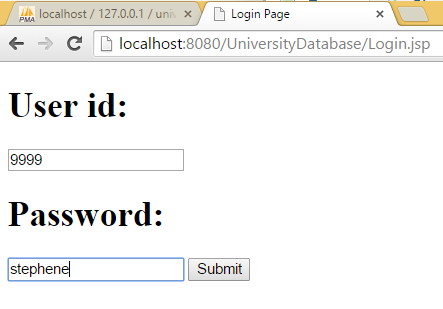 PMA localhost / 127.0.0.1 / univ × Login Page ×
localhost:8080/UniversityDatabase/Login.jsp
User id:
9999
Password:
stephene Submit